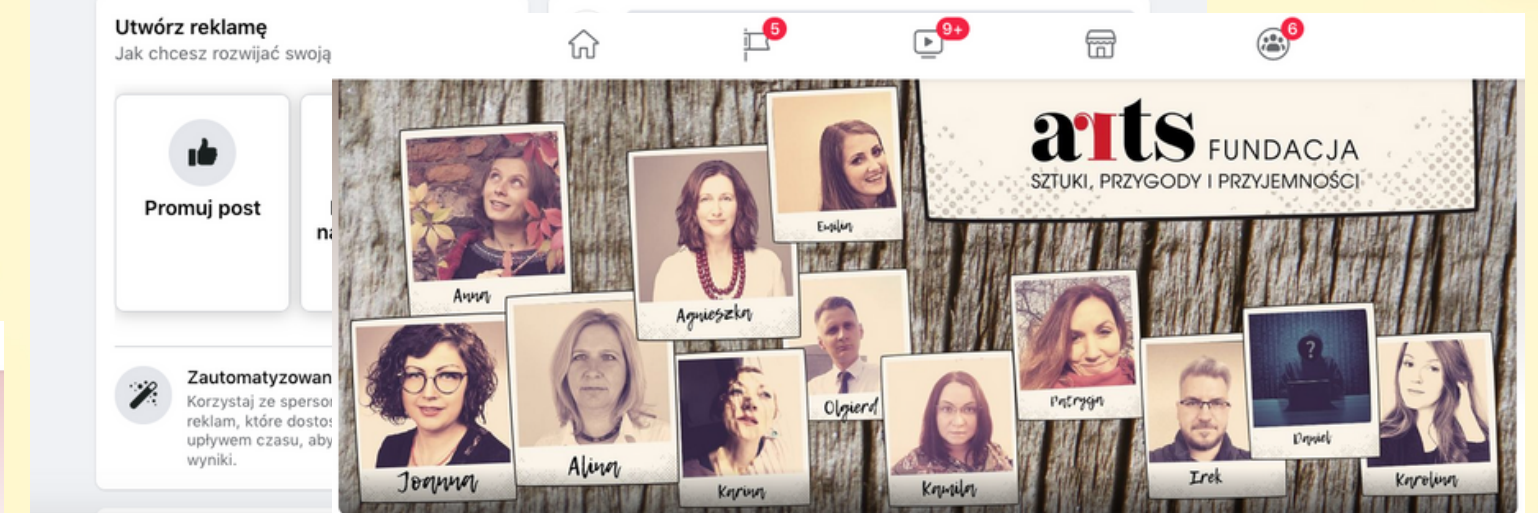 Utwórz reklamę
Jak chcesz rozwijać swoją
Promuj post
Zautomatyzowan
Korzystaj ze sperso
reklam, które dosto
upływem czasu, aby
wyniki.
5
9+
6
arts FUNDACJA
SZTUKI, PRZYGODY I PRZYJEMNOŚCI
Emilia
Anna
Agnieszka
Olgierd
Patrycja
?
Daniel
Joanna
Alina
Karina
Kamila
Irek
Karolina